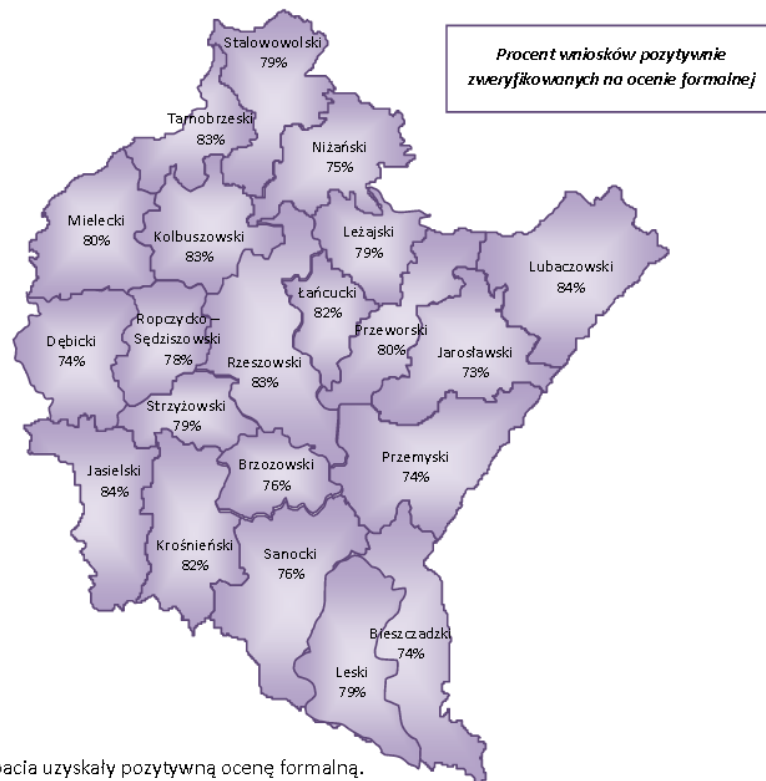 Procent wniosków pozytywnie
zweryfikowanych na ocenie formalnej
Stalowowolski
79%
Tarnobrzeski
83%
Niżański
75%
Mielecki
80%
Kolbuszowski
83%
Leżajski
79%
Lubaczowski
84%
Łańcucki
82%
Ropczycko –
Sędziszowski
78%
Dębicki
74%
Rzeszowski
83%
Przeworski
80%
Jarosławski
73%
Strzyżowski
79%
Jasielski
84%
Brzozowski
76%
Przemyski
74%
Krośnieński
82%
Sanocki
76%
Bieszczadzki
74%
Leski
79%
pacia uzyskały pozytywną ocenę formalną.